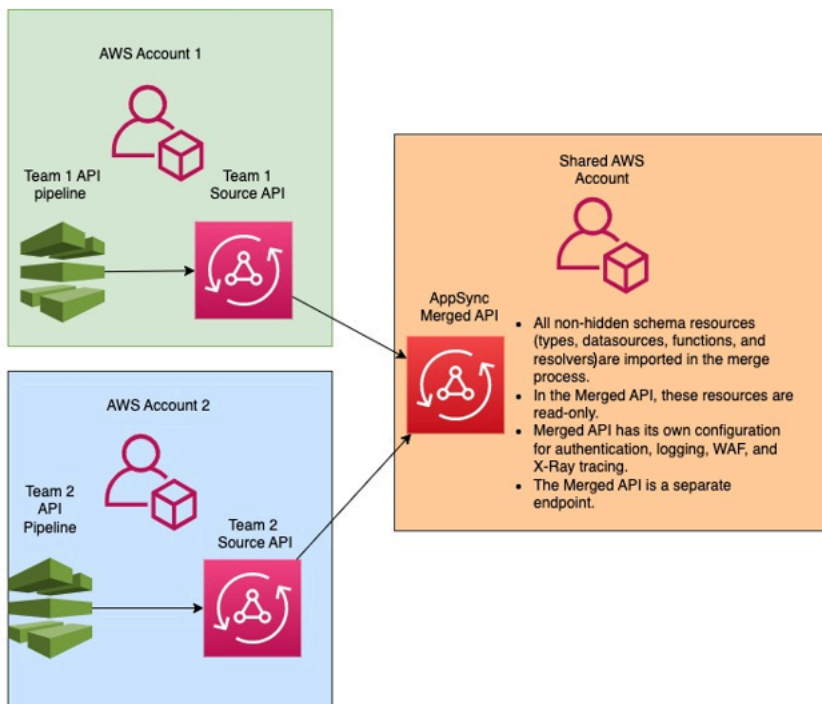 AWS Account 1
Team 1 API
pipeline
Team 1
Source API
AWS Account 2
Team 2
API
Pipeline
Team 2
Source API
Shared AWS
Account
AppSync
Merged API
• All non-hidden schema resources
(types, datasources, functions, and
resolvers)are imported in the merge
process.
• In the Merged API, these resources are
read-only.
• Merged API has its own configuration
for authentication, logging, WAF, and
X-Ray tracing.
• The Merged API is a separate
endpoint.